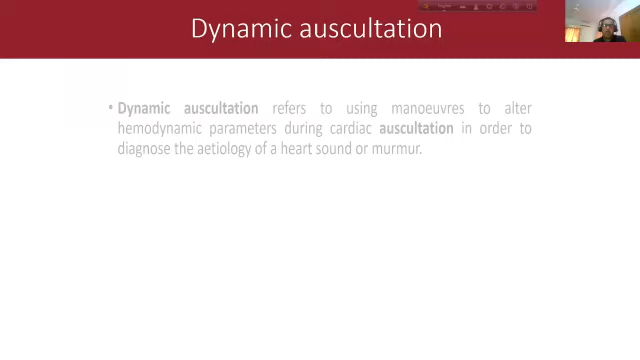 Dynamic auscultation
• Dynamic auscultation refers to using manoeuvres to alter
hemodynamic parameters during cardiac auscultation in order to
diagnose the aetiology of a heart sound or murmur.